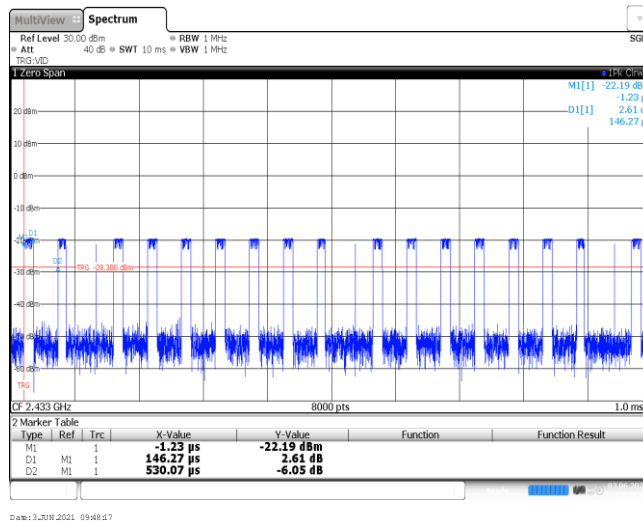 MultiView Spectrum
Ref Level 30.00 dBm RBW 1 MHz SGL
Att 40 dB SWT 10 ms VBW 1 MHz
TRG:VID
1 Zero Span 1Pk Clrw
M1[1] -22.19 dB
-1.23 µ
D1[1] 2.61 d
146.27 µ
20 dBm
10 dBm
0 dBm
-10 dBm
-20 dBm
D1
D2
TRG -28.300 dBm
-30 dBm
-40 dBm
-50 dBm
-60 dBm
TRG
CF 2.433 GHz 8000 pts 1.0 ms
2 Marker Table
Type Ref Trc X-Value Y-Value Function Function Result
M1 1 -1.23 µs -22.19 dBm
D1 M1 1 146.27 µs 2.61 dB
D2 M1 1 530.07 µs -6.05 dB
Date: 3.JUN.2021 09:48:17